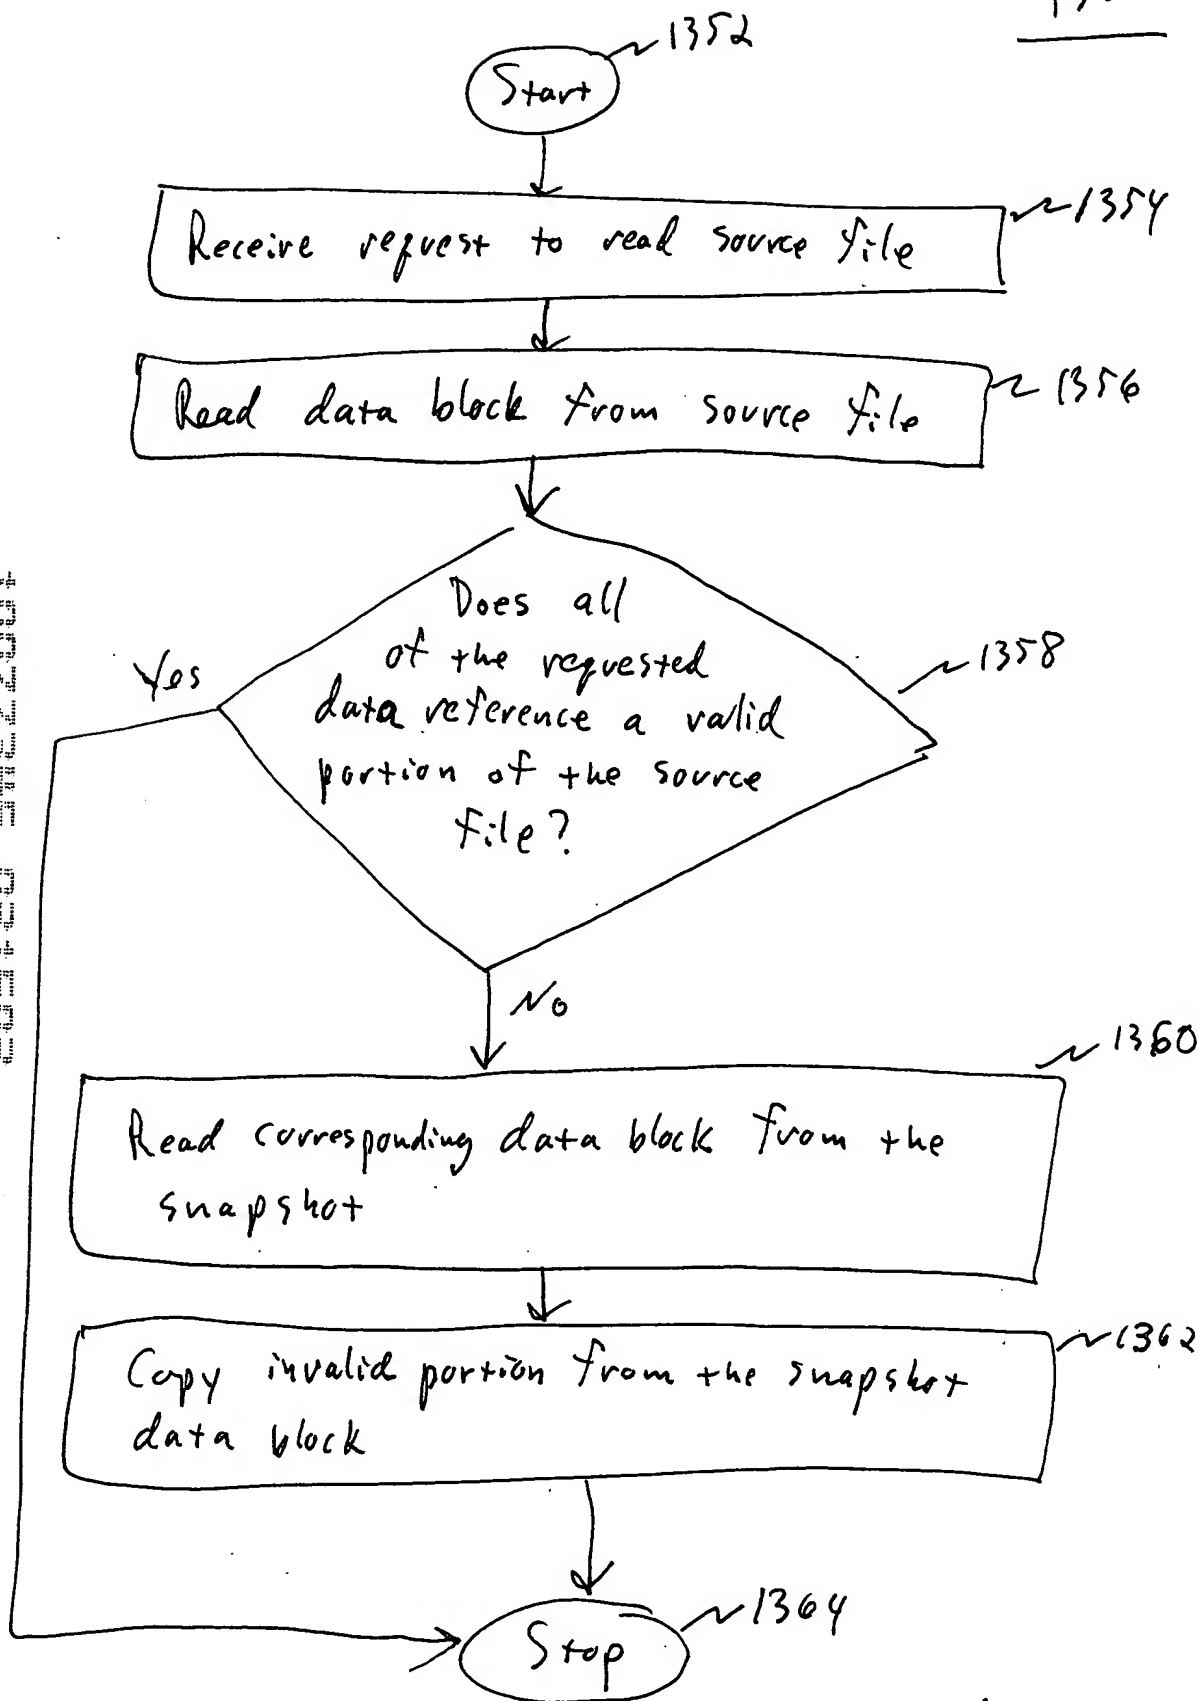 1352
Start
1354
Receive request to read source file
1356
Read data block from source file
Does all
of the requested
data reference a valid
portion of the source
file?
1358
Yes
No
1360
Read corresponding data block from the
snapshot
1362
Copy invalid portion from the snapshot
data block
1364
Stop